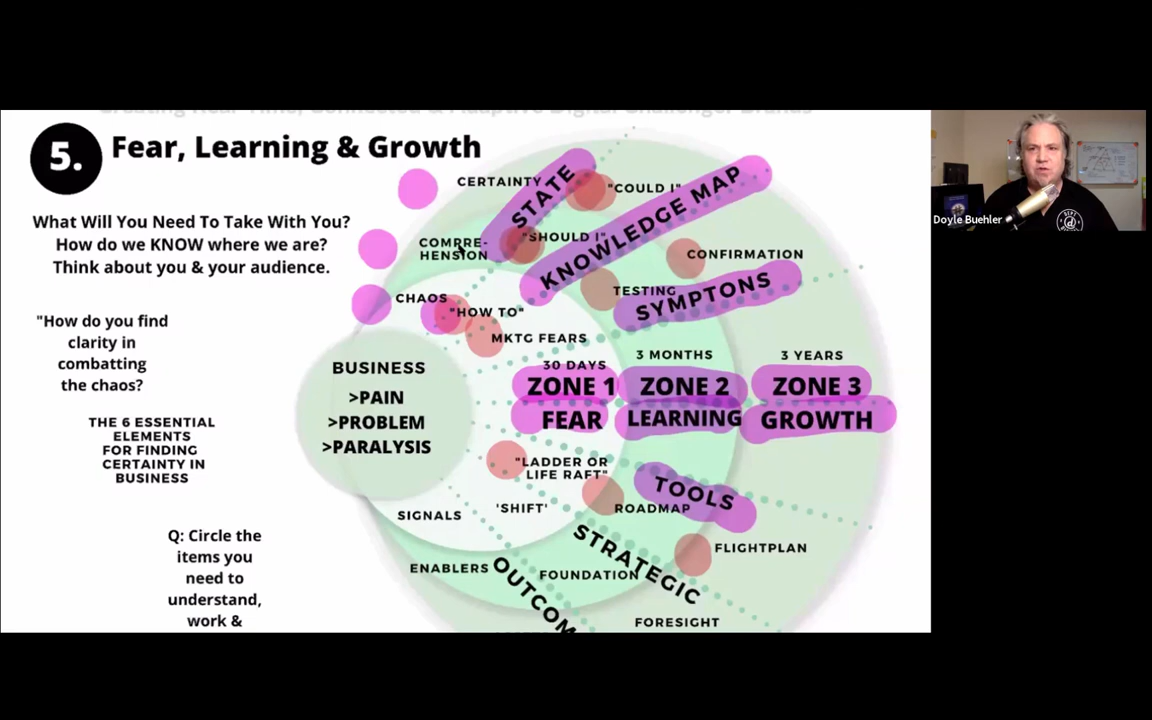 5.
Fear, Learning & Growth
What Will You Need To Take With You?
How do we KNOW where we are?
Think about you & your audience.
"How do you find
clarity in
combatting
the chaos?
THE 6 ESSENTIAL
ELEMENTS
FOR FINDING
CERTAINTY IN
BUSINESS
Q: Circle the
items you
need to
understand,
work &
CERTAINTY
STATE
"COULD I"
COMPRE-
HENSION
"SHOULD I"
KNOWLEDGE MAP
CONFIRMATION
CHAOS
"HOW TO"
TESTING
SYMPTONS
MKTG FEARS
BUSINESS
>PAIN
>PROBLEM
>PARALYSIS
30 DAYS
ZONE 1
FEAR
3 MONTHS
ZONE 2
LEARNING
3 YEARS
ZONE 3
GROWTH
"LADDER OR
LIFE RAFT"
TOOLS
SIGNALS
'SHIFT'
ROADMAP
STRATEGIC
FLIGHTPLAN
ENABLERS
OUTCOM
FOUNDATION
FORESIGHT
Doyle Buehler